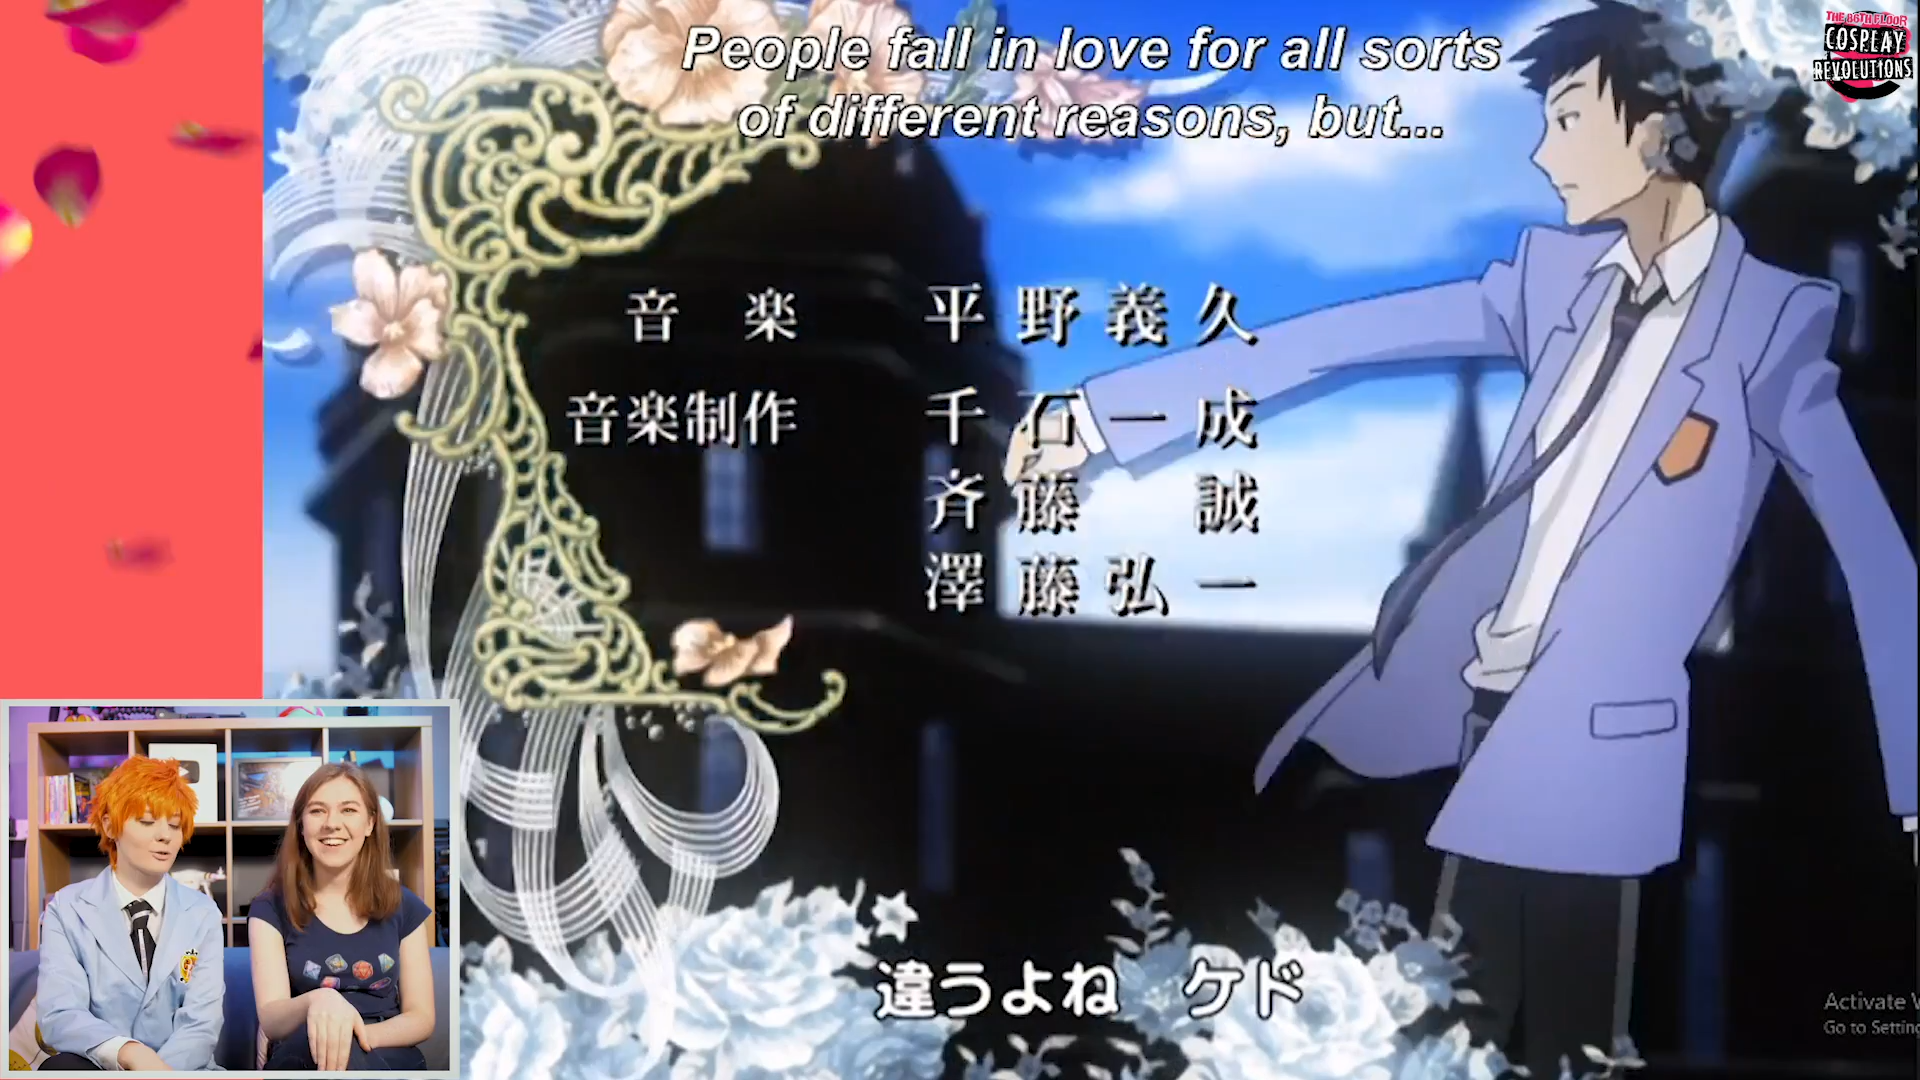 People fall in love for all sorts
of different reasons, but...
THE 86TH FLOOR
COSPLAY
REVOLUTIONS
音楽 平野義久
音楽制作 千石一成
斉藤誠
澤藤弘一
違うよね ケド
Activate W
Go to Setting